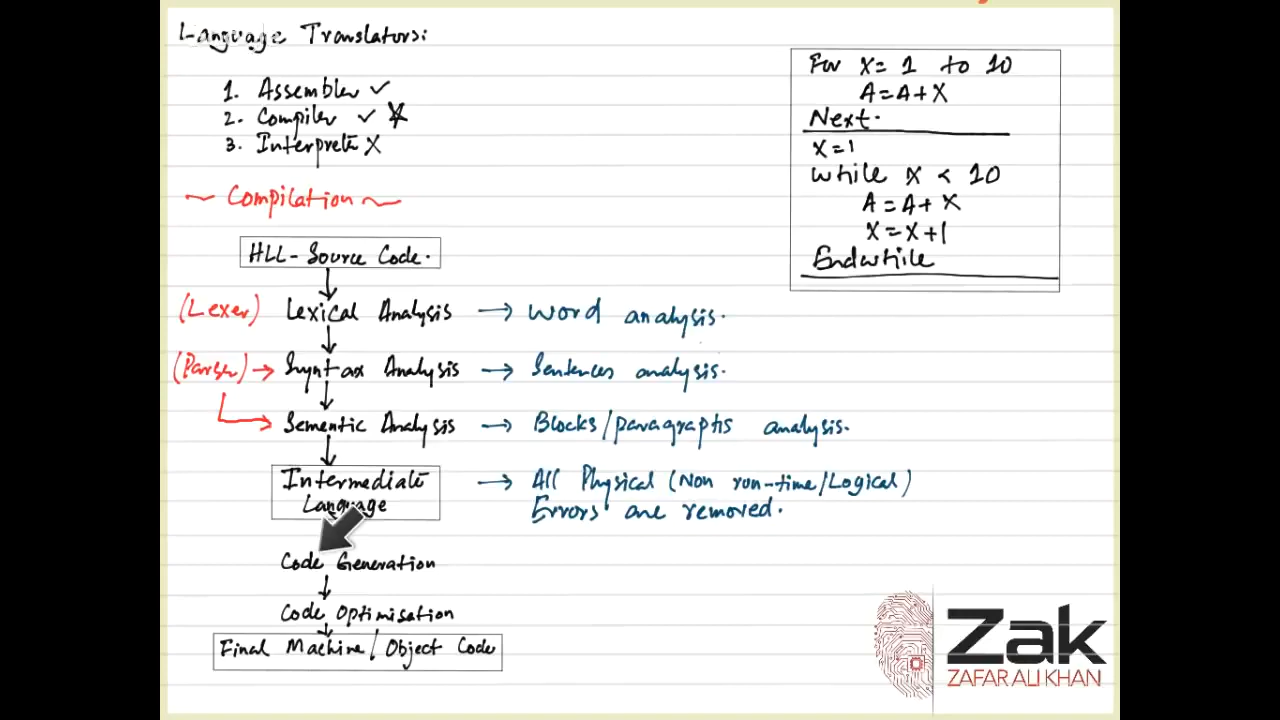 Language Translators:
1. Assembler ✓
2. Compiler ✓
3. Interpreter X
~ Compilation ~
HLL - Source Code.
(Lexer) Lexical Analysis → Word analysis.
(Parser) → Syntax Analysis → Sentences analysis.
Sementic Analysis → Blocks/paragraphs analysis.
Intermediate
Language
→ All Physical (Non run-time/Logical)
Errors are removed.
Code Generation
Code Optimisation
Final Machine / Object Code
For X = 1 to 10
A = A + X
Next.
X = 1
While X < 10
A = A + X
X = X + 1
Endwhile
Zak
ZAFAR ALI KHAN